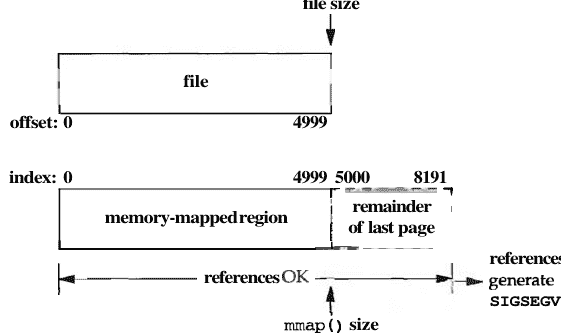 file size
file
offset: 0 4999
index: 0 4999 5000 8191
memory-mapped region
remainder
of last page
references OK
references
generate
SIGSEGV
mmap() size